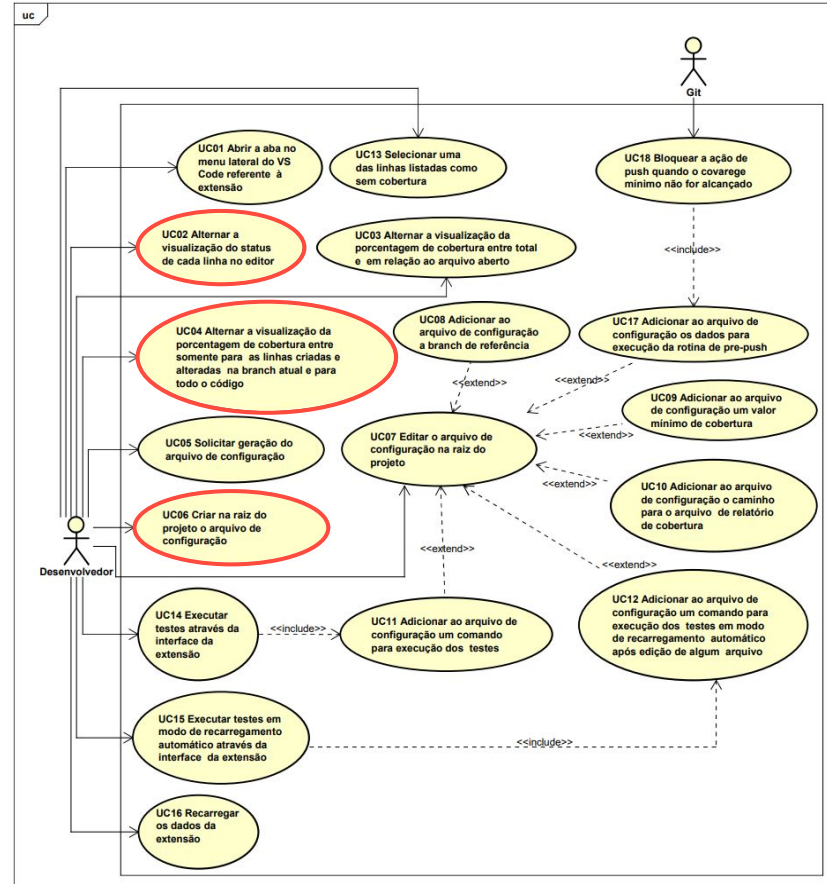 uc
Git
UC01 Abrir a aba no
menu lateral do VS
Code referente à
extensão
UC13 Selecionar uma
das linhas listadas como
sem cobertura
UC18 Bloquear a ação de
push quando o covarege
mínimo não for alcançado
UC02 Alternar a
visualização do status
de cada linha no editor
UC03 Alternar a visualização da
porcentagem de cobertura entre total
e em relação ao arquivo aberto
<<include>>
UC04 Alternar a visualização da
porcentagem de cobertura entre
somente para as linhas criadas e
alteradas na branch atual e para
todo o código
UC08 Adicionar ao
arquivo de configuração
a branch de referência
UC17 Adicionar ao arquivo de
configuração os dados para
execução da rotina de pre-push
<<extend>>
<<extend>>
UC09 Adicionar ao arquivo
de configuração um valor
mínimo de cobertura
<<extend>>
UC05 Solicitar geração do
arquivo de configuração
UC07 Editar o arquivo de
configuração na raiz do
projeto
<<extend>>
UC10 Adicionar ao arquivo
de configuração o caminho
para o arquivo de relatório
de cobertura
UC06 Criar na raiz do
projeto o arquivo de
configuração
Desenvolvedor
<<extend>>
<<extend>>
UC14 Executar
testes através da
interface da
extensão
<<include>>
UC11 Adicionar ao arquivo de
configuração um comando
para execução dos testes
UC12 Adicionar ao arquivo de
configuração um comando para
execução dos testes em modo
de recarregamento automático
após edição de algum arquivo
UC15 Executar testes em
modo de recarregamento
automático através da
interface da extensão
<<include>>
UC16 Recarregar
os dados da
extensão